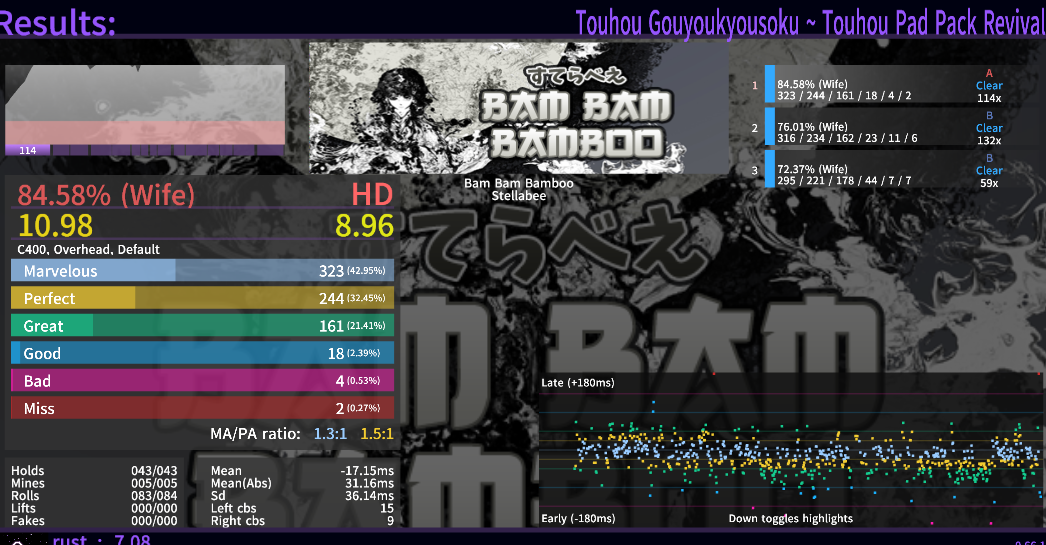 Results:
Touhou Gouyoukyousoku ~ Touhou Pad Pack Revival
114
すてらべえ
BAM BAM
BAMBOO
Bam Bam Bamboo
Stellabee
1
84.58% (Wife)
323 / 244 / 161 / 18 / 4 / 2
A
Clear
114x
2
76.01% (Wife)
316 / 234 / 162 / 23 / 11 / 6
B
Clear
132x
3
72.37% (Wife)
295 / 221 / 178 / 44 / 7 / 7
B
Clear
59x
84.58% (Wife) HD
10.98 8.96
C400, Overhead, Default
Marvelous 323 (42.95%)
Perfect 244 (32.45%)
Great 161 (21.41%)
Good 18 (2.39%)
Bad 4 (0.53%)
Miss 2 (0.27%)
MA/PA ratio: 1.3:1 1.5:1
Holds 043/043
Mines 005/005
Rolls 083/084
Lifts 000/000
Fakes 000/000
Mean -17.15ms
Mean(Abs) 31.16ms
Sd 36.14ms
Left cbs 15
Right cbs 9
てらべえ
BAM BAM
Late (+180ms)
Early (-180ms)
Down toggles highlights
rust : 7.08